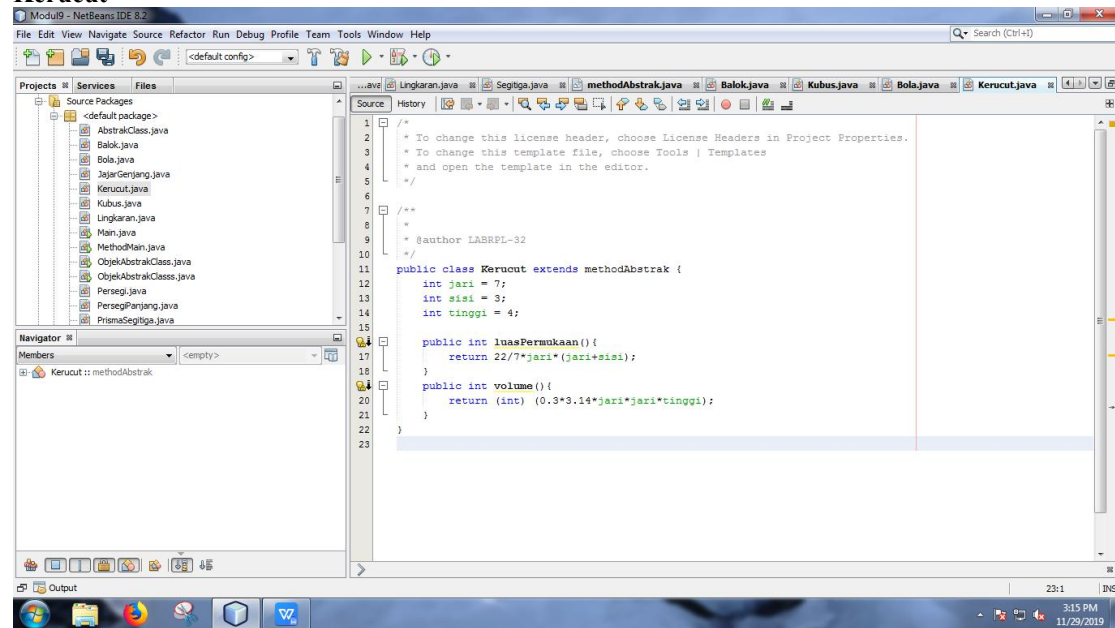 Kerucut
Modul9 - NetBeans IDE 8.2
File Edit View Navigate Source Refactor Run Debug Profile Team Tools Window Help
Search (Ctrl+I)
<default config>
Projects Services Files
Source Packages
<default package>
AbstrakClass.java
Balok.java
Bola.java
JajarGenjang.java
Kerucut.java
Kubus.java
Lingkaran.java
Main.java
MethodMain.java
ObjekAbstrakClass.java
ObjekAbstrakClasss.java
Persegi.java
PersegiPanjang.java
PrismaSegitiga.java
Navigator
Members <empty>
Kerucut :: methodAbstrak
...ava Lingkaran.java Segitiga.java methodAbstrak.java Balok.java Kubus.java Bola.java Kerucut.java
Source History
1 /*
2 * To change this license header, choose License Headers in Project Properties.
3 * To change this template file, choose Tools | Templates
4 * and open the template in the editor.
5 */
6
7 /**
8 *
9 * @author LABRPL-32
10 */
11 public class Kerucut extends methodAbstrak {
12 int jari = 7;
13 int sisi = 3;
14 int tinggi = 4;
15
public int luasPermukaan(){
17 return 22/7*jari*(jari+sisi);
18 }
public int volume(){
20 return (int) (0.3*3.14*jari*jari*tinggi);
21 }
22 }
23
Output
23:1 INS
3:15 PM
11/29/2019